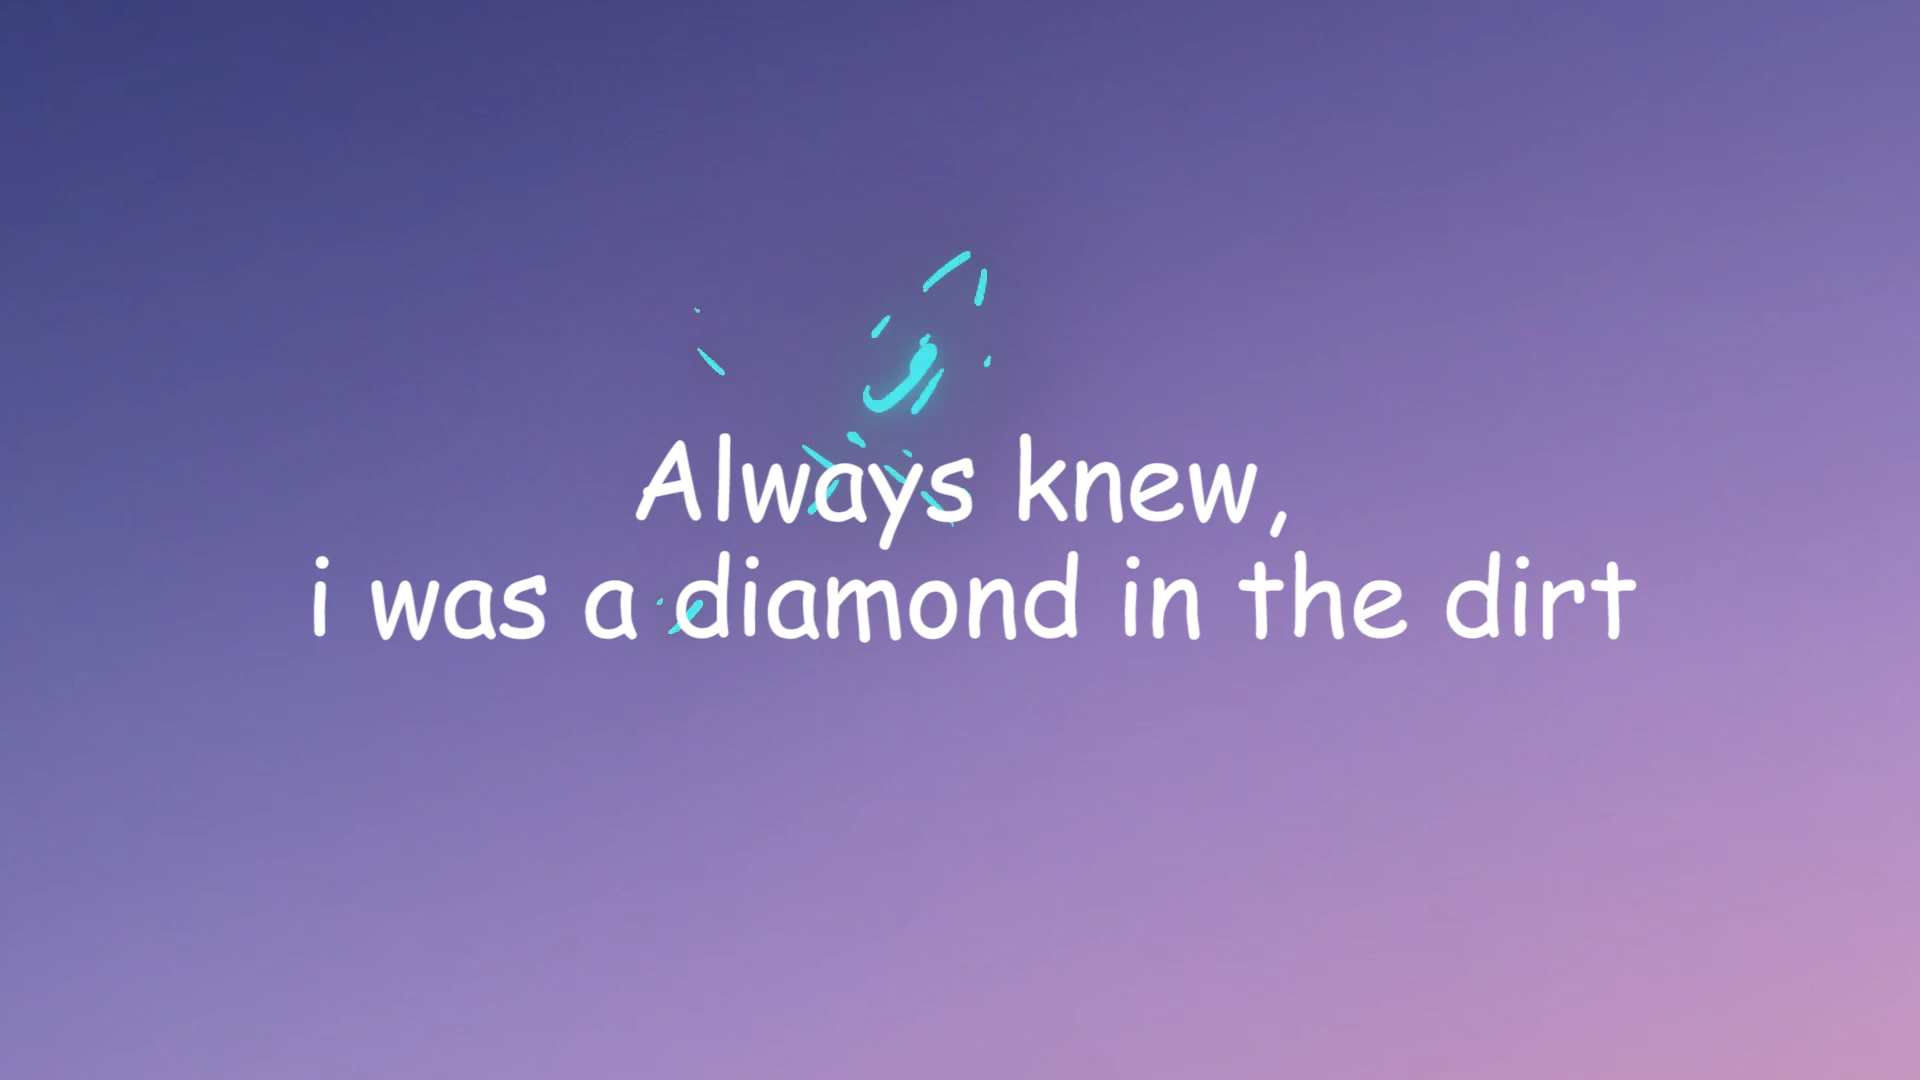 Always knew,
i was a diamond in the dirt